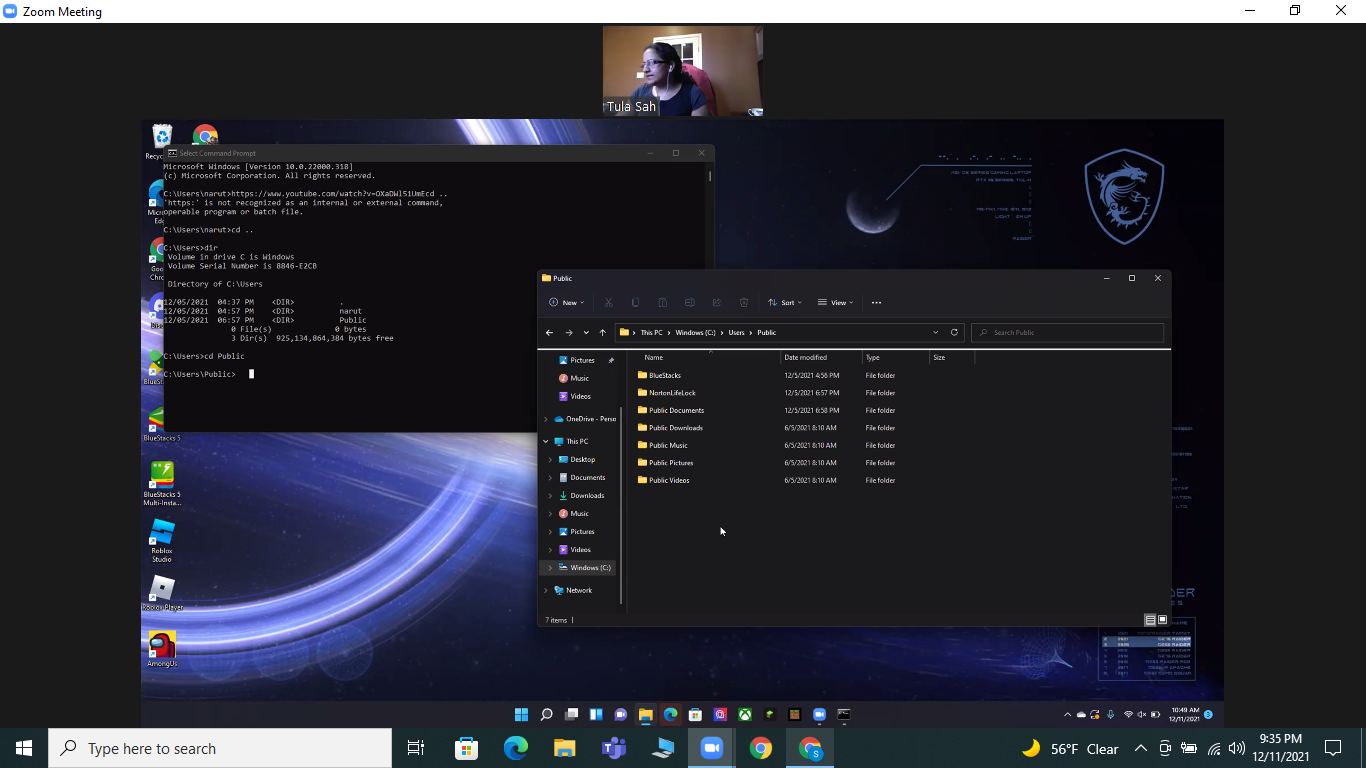 Zoom Meeting
Tula Sah
Select Command Prompt
Microsoft Windows [Version 10.0.22000.318]
(c) Microsoft Corporation. All rights reserved.
C:\Users\narut>https://www.youtube.com/watch?v=OXaDWl51UmEcd ..
'https:' is not recognized as an internal or external command,
operable program or batch file.
C:\Users\narut>cd ..
C:\Users>dir
Volume in drive C is Windows
Volume Serial Number is 8846-E2CB
Directory of C:\Users
12/05/2021 04:37 PM <DIR> .
12/05/2021 04:57 PM <DIR> narut
12/05/2021 06:57 PM <DIR> Public
0 File(s) 0 bytes
3 Dir(s) 925,134,864,384 bytes free
C:\Users>cd Public
C:\Users\Public>
BlueStacks 5
BlueStacks 5
Multi-Insta...
Roblox
Studio
Roblox Player
AmongUs
Public
New
Sort
View
This PC > Windows (C:) > Users > Public
Search Public
Name Date modified Type Size
BlueStacks 12/5/2021 4:56 PM File folder
NortonLifeLock 12/5/2021 6:57 PM File folder
Public Documents 12/5/2021 6:58 PM File folder
Public Downloads 6/5/2021 8:10 AM File folder
Public Music 6/5/2021 8:10 AM File folder
Public Pictures 6/5/2021 8:10 AM File folder
Public Videos 6/5/2021 8:10 AM File folder
Pictures
Music
Videos
OneDrive - Perso
This PC
Desktop
Documents
Downloads
Music
Pictures
Videos
Windows (C:)
Network
7 items
10:49 AM
12/11/2021
3
Type here to search
56°F Clear
9:35 PM
12/11/2021